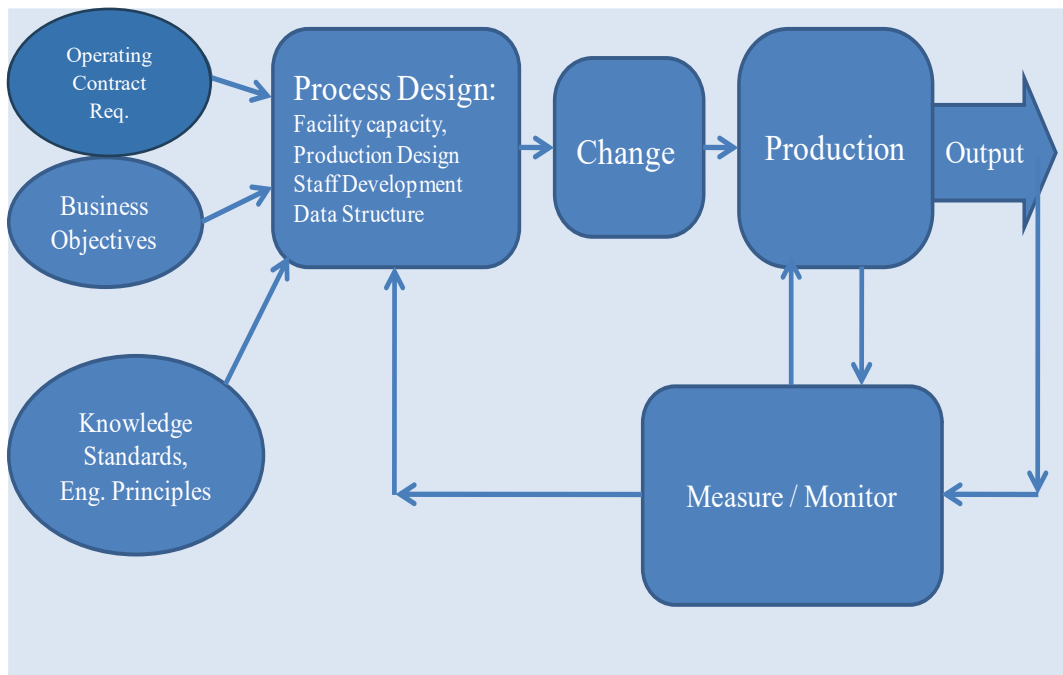 Operating
Contract
Req.
Business
Objectives
Knowledge
Standards,
Eng. Principles
Process Design:
Facility capacity,
Production Design
Staff Development
Data Structure
Change
Production
Output
Measure / Monitor